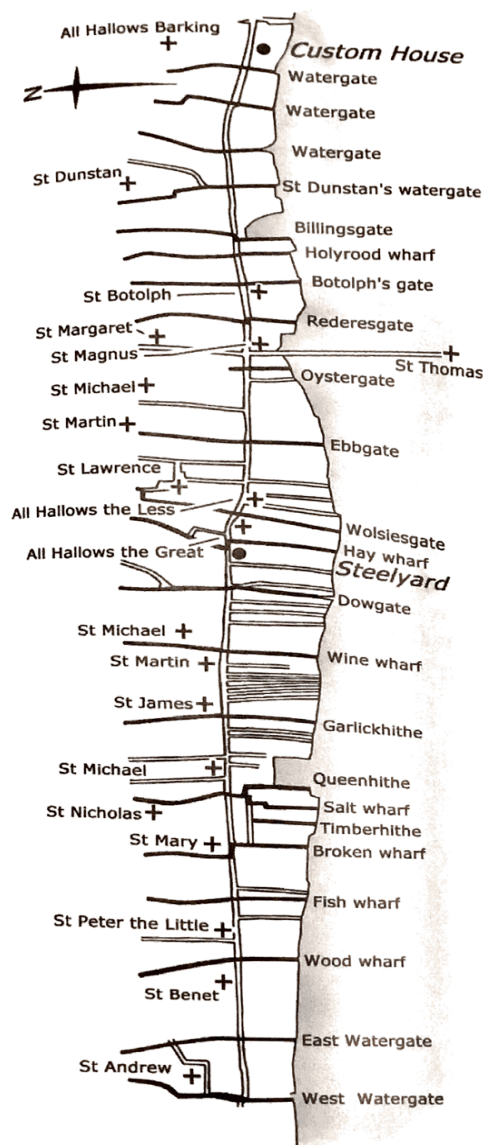 All Hallows Barking
Custom House
N
Watergate
Watergate
Watergate
St Dunstan
St Dunstan's watergate
Billingsgate
Holyrood wharf
Botolph's gate
St Botolph
Rederesgate
St Margaret
St Magnus
St Thomas
Oystergate
St Michael
St Martin
Ebbgate
St Lawrence
All Hallows the Less
Wolsiesgate
All Hallows the Great
Hay wharf
Steelyard
Dowgate
St Michael
Wine wharf
St Martin
St James
Garlickhithe
St Michael
Queenhithe
St Nicholas
Salt wharf
Timberhithe
St Mary
Broken wharf
Fish wharf
St Peter the Little
Wood wharf
St Benet
East Watergate
St Andrew
West Watergate